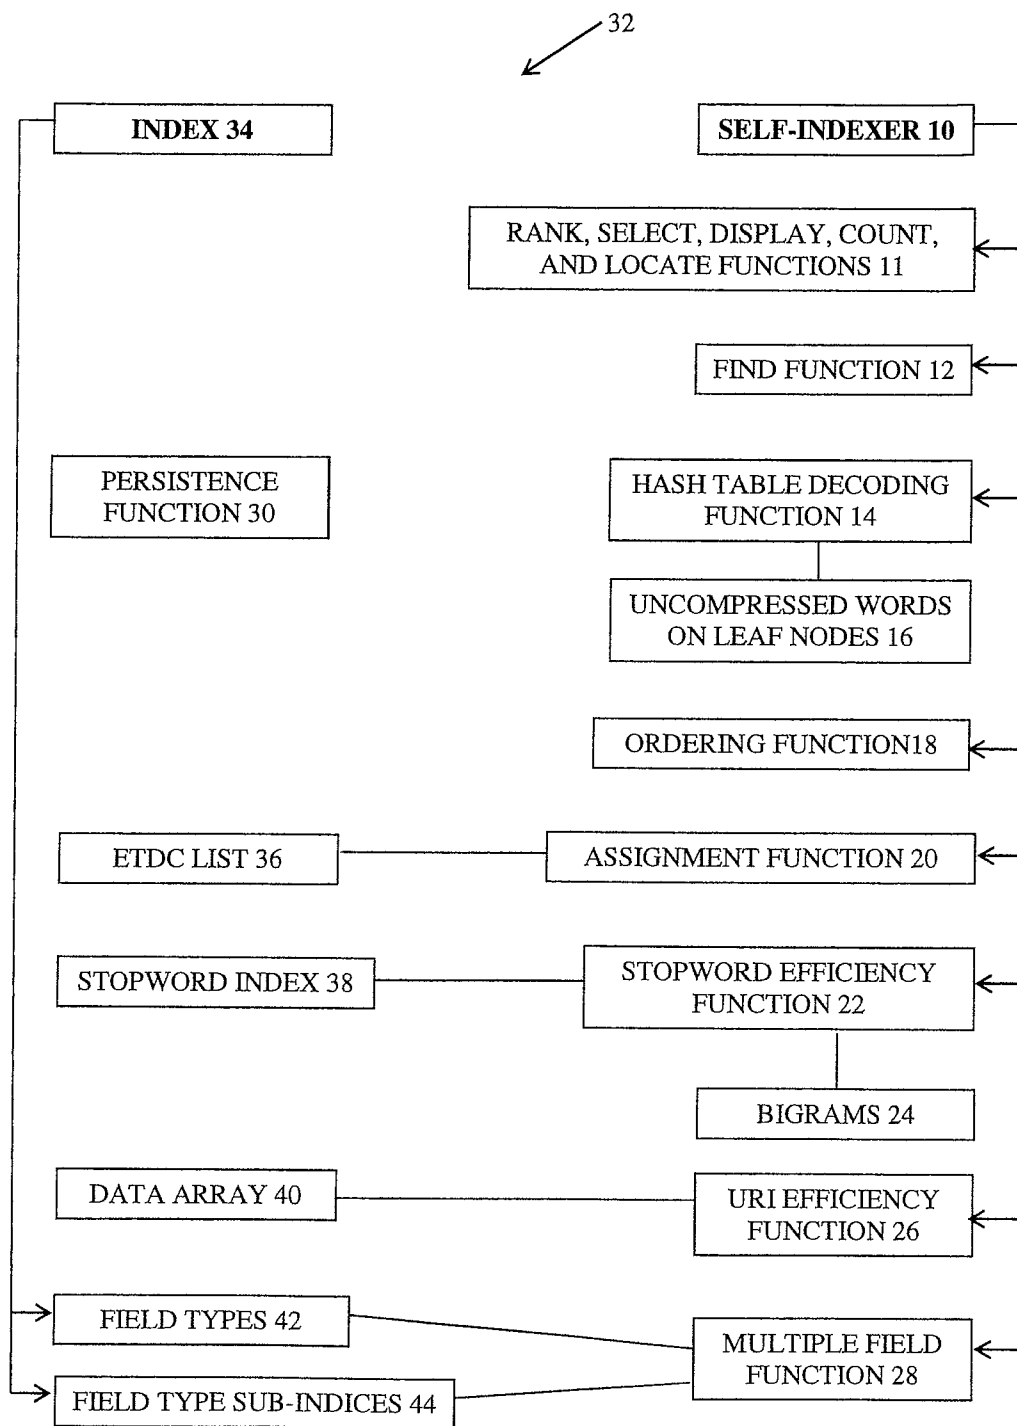 32
INDEX 34
SELF-INDEXER 10
RANK, SELECT, DISPLAY, COUNT,
AND LOCATE FUNCTIONS 11
FIND FUNCTION 12
PERSISTENCE
FUNCTION 30
HASH TABLE DECODING
FUNCTION 14
UNCOMPRESSED WORDS
ON LEAF NODES 16
ORDERING FUNCTION18
ETDC LIST 36
ASSIGNMENT FUNCTION 20
STOPWORD INDEX 38
STOPWORD EFFICIENCY
FUNCTION 22
BIGRAMS 24
DATA ARRAY 40
URI EFFICIENCY
FUNCTION 26
FIELD TYPES 42
MULTIPLE FIELD
FUNCTION 28
FIELD TYPE SUB-INDICES 44